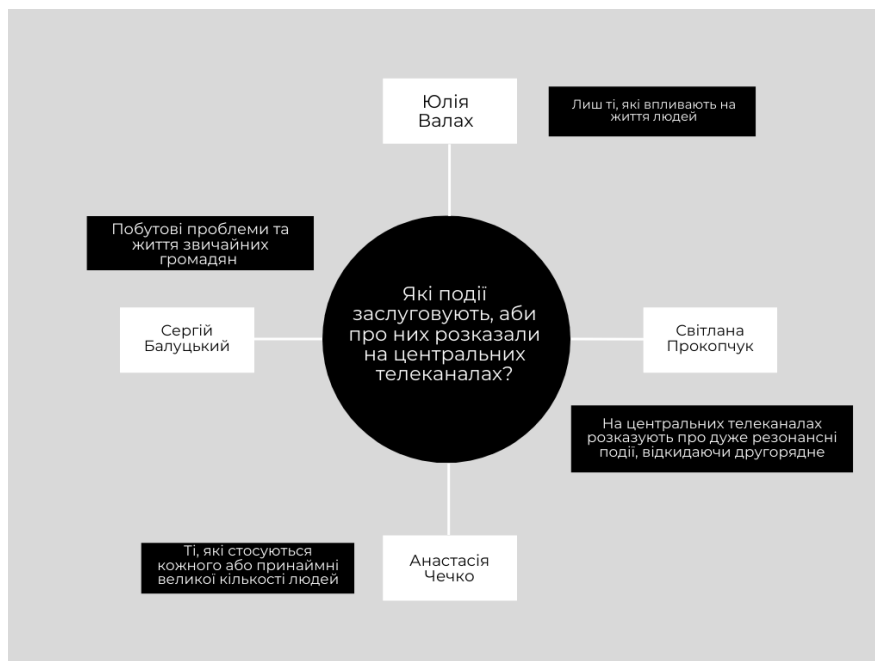 Юлія
Валах
Лиш ті, які впливають на
життя людей
Побутові проблеми та
життя звичайних
громадян
Які події
заслуговують, аби
про них розказали
на центральних
телеканалах?
Сергій
Балуцький
Світлана
Прокопчук
На центральних телеканалах
розказують про дуже резонансні
події, відкидаючи другорядне
Ті, які стосуються
кожного або принаймні
великої кількості людей
Анастасія
Чечко